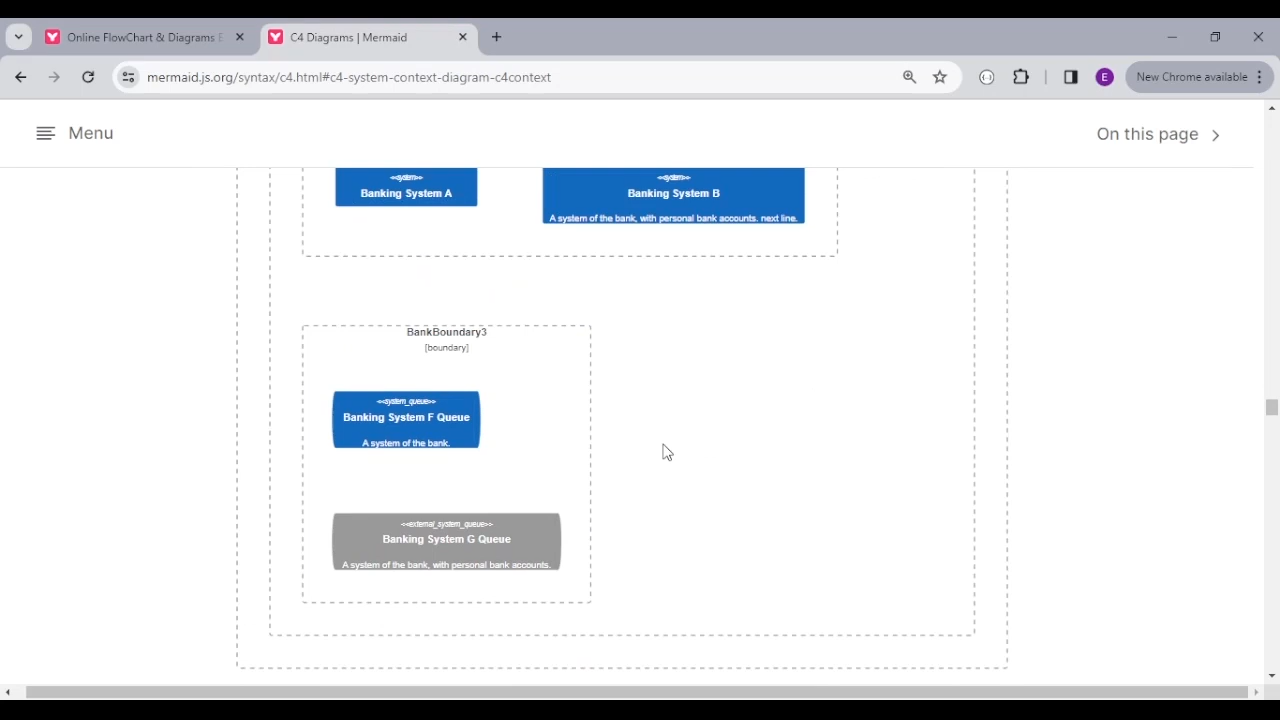 Online FlowChart & Diagrams E
C4 Diagrams | Mermaid
mermaid.js.org/syntax/c4.html#c4-system-context-diagram-c4context
E
New Chrome available
Menu
On this page
<<system>>
Banking System A
<<system>>
Banking System B
A system of the bank, with personal bank accounts. next line.
BankBoundary3
[boundary]
<<system_queue>>
Banking System F Queue
A system of the bank.
<<external_system_queue>>
Banking System G Queue
A system of the bank, with personal bank accounts.